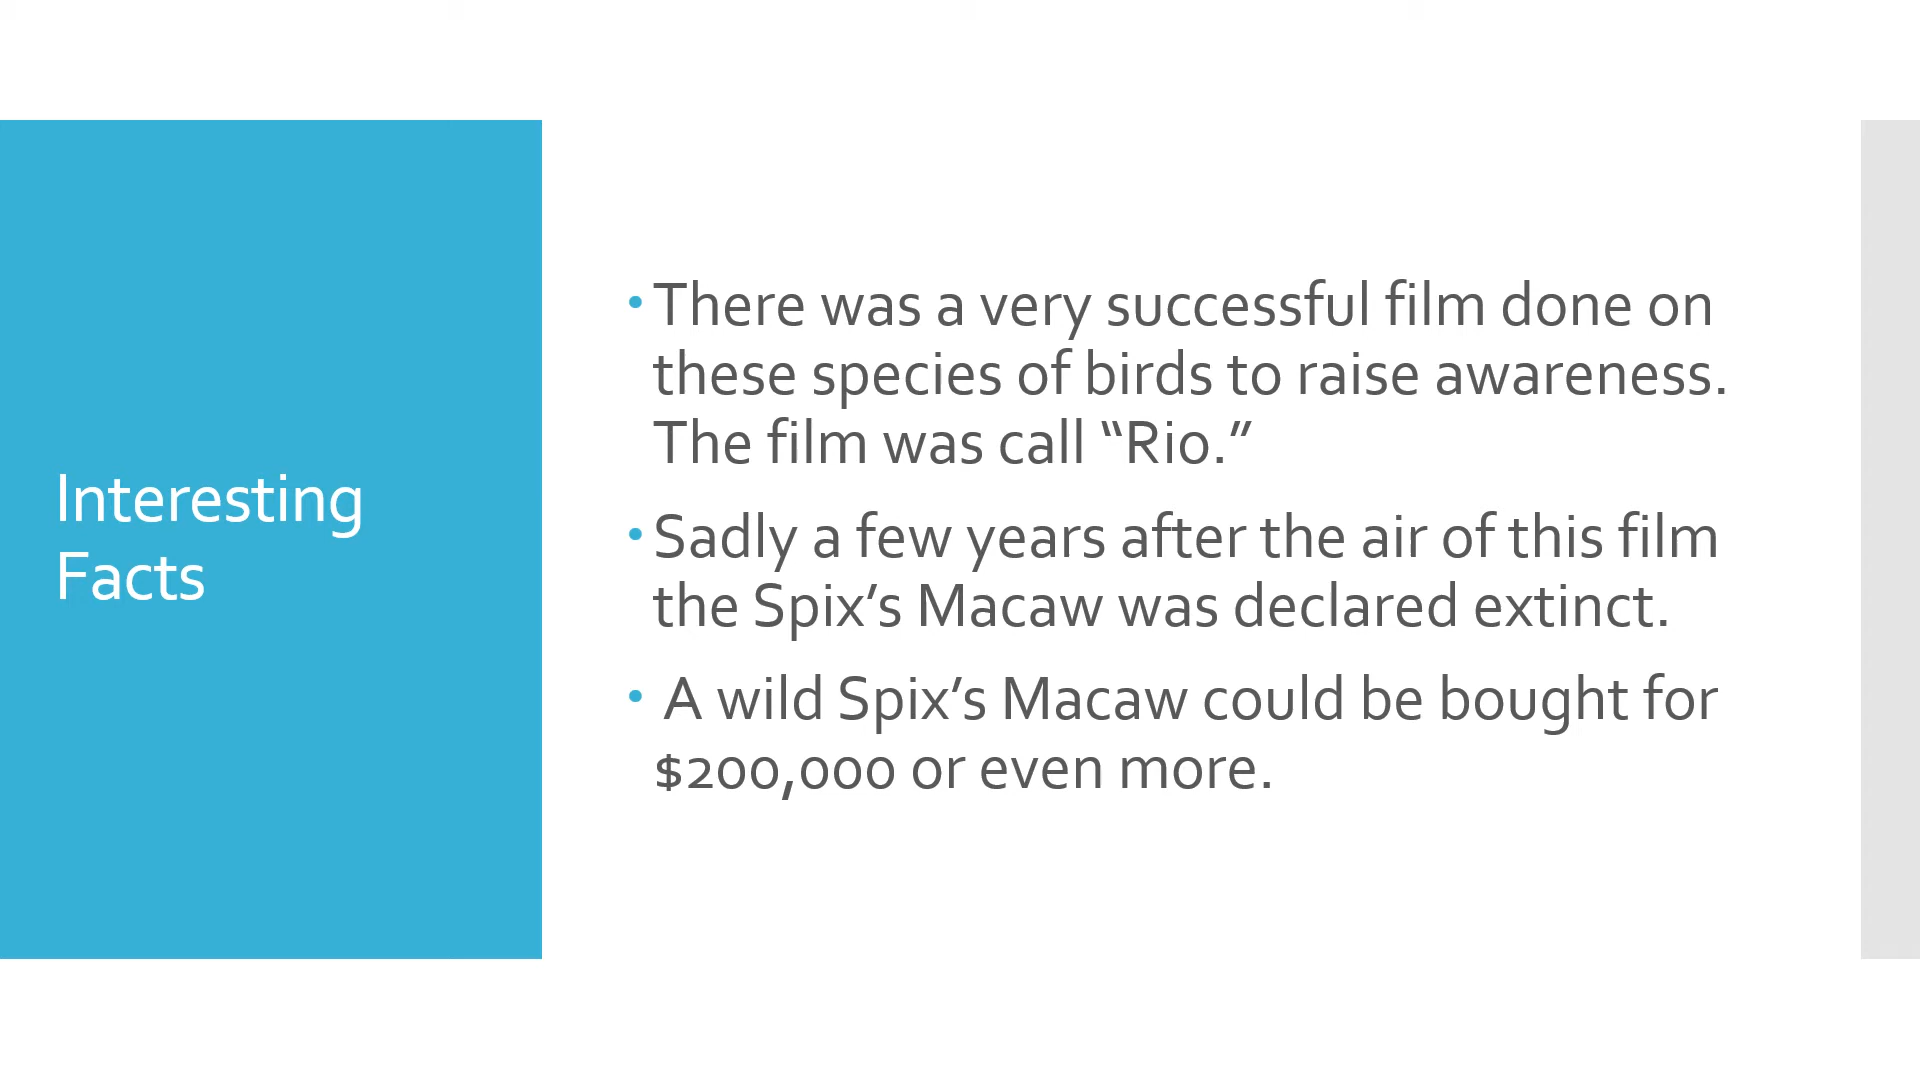 Interesting
Facts
• There was a very successful film done on
these species of birds to raise awareness.
The film was call “Rio.”
• Sadly a few years after the air of this film
the Spix’s Macaw was declared extinct.
• A wild Spix’s Macaw could be bought for
$200,000 or even more.